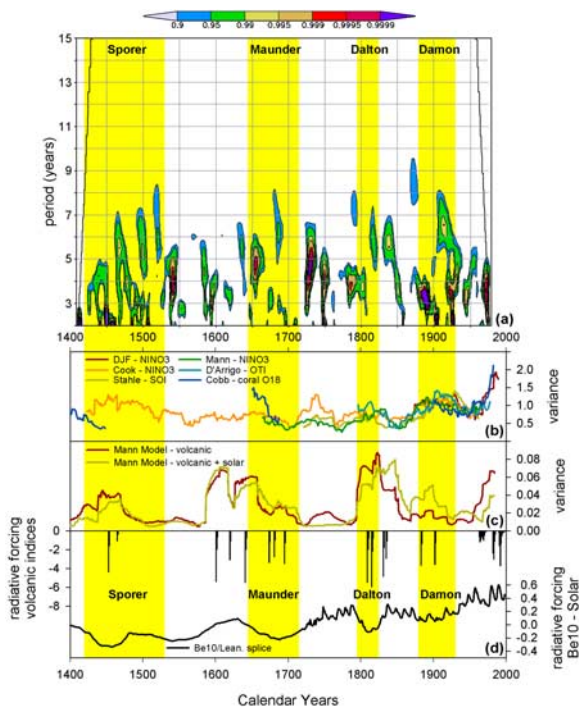 0.9 0.95 0.99 0.995 0.999 0.9995 0.9999
15
13
11
9
7
5
3
period (years)
Sporer Maunder Dalton Damon
(a)
1400 1500 1600 1700 1800 1900 2000
DJF - NINO3 Mann - NINO3
Cook - NINO3 D'Arrigo - OTI
Stahle - SOI Cobb - coral O18
2.0
1.5
1.0
0.5
variance
(b)
Mann Model - volcanic
Mann Model - volcanic + solar
0.08
0.06
0.04
0.02
0.00
variance
(c)
0
-2
-4
-6
-8
radiative forcing
volcanic indices
Sporer Maunder Dalton Damon
0.6
0.4
0.2
0.0
-0.2
-0.4
radiative forcing
Be10 - Solar
Be10/Lean. splice
(d)
1400 1500 1600 1700 1800 1900 2000
Calendar Years